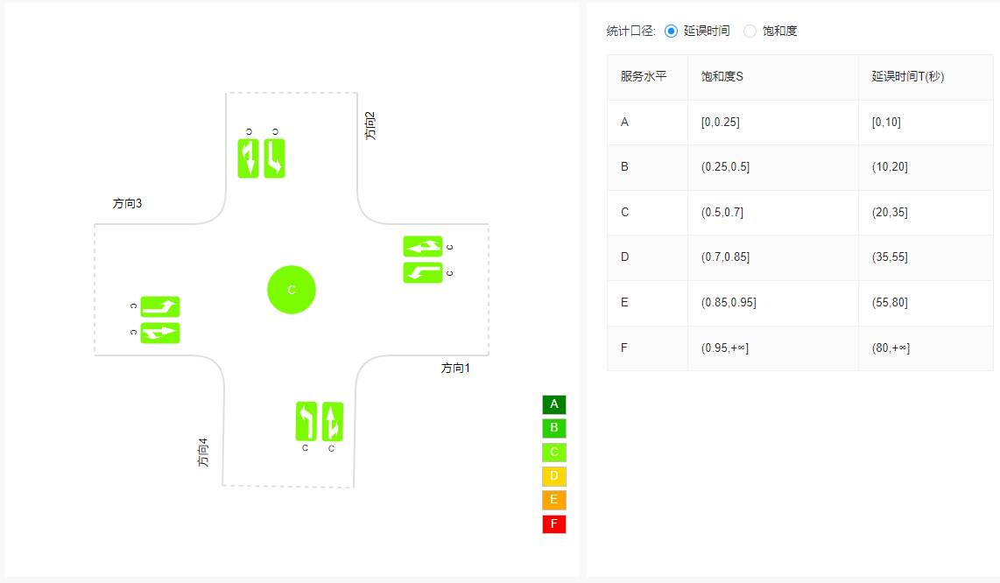 统计口径: 延误时间 饱和度
服务水平 饱和度S 延误时间T(秒)
A [0,0.25] [0,10]
B (0.25,0.5] (10,20]
C (0.5,0.7] (20,35]
D (0.7,0.85] (35,55]
E (0.85,0.95] (55,80]
F (0.95,+∞] (80,+∞]
方向2
C C
方向3
C
C
C
C
C
方向1
C C
方向4
A
B
C
D
E
F